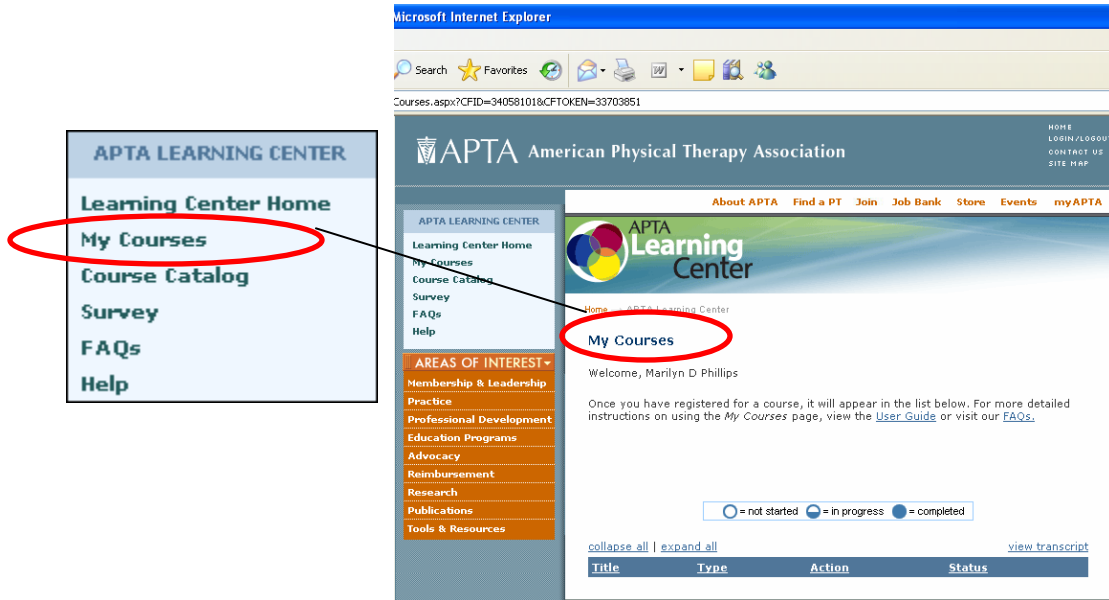 Microsoft Internet Explorer
Search Favorites
Courses.aspx?CFID=34058101&CFTOKEN=33703851
APTA American Physical Therapy Association
HOME
LOGIN/LOGOUT
CONTACT US
SITE MAP
About APTA Find a PT Join Job Bank Store Events myAPTA
APTA LEARNING CENTER
Learning Center Home
My Courses
Course Catalog
Survey
FAQs
Help
APTA LEARNING CENTER
Learning Center Home
My Courses
Course Catalog
Survey
FAQs
Help
AREAS OF INTEREST
Membership & Leadership
Practice
Professional Development
Education Programs
Advocacy
Reimbursement
Research
Publications
Tools & Resources
APTA
Learning
Center
Home APTA Learning Center
My Courses
Welcome, Marilyn D Phillips
Once you have registered for a course, it will appear in the list below. For more detailed
instructions on using the My Courses page, view the User Guide or visit our FAQs.
= not started = in progress = completed
collapse all | expand all view transcript
Title Type Action Status